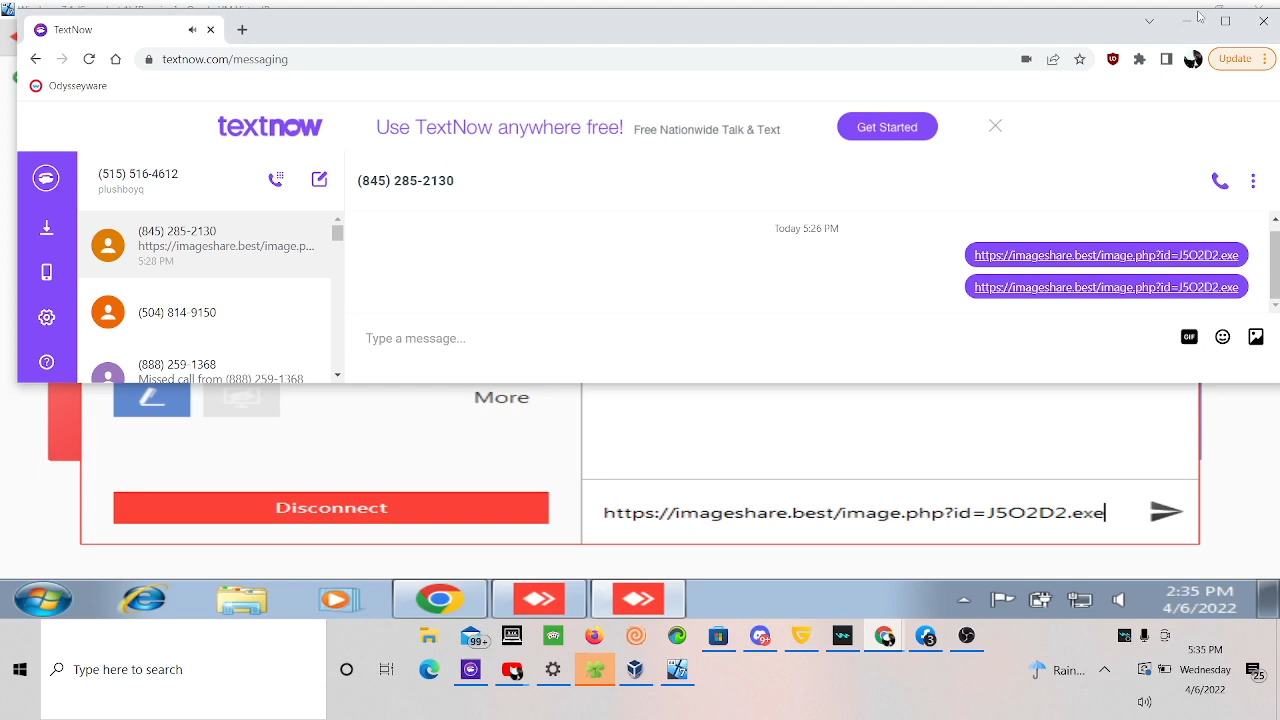 TextNow
textnow.com/messaging
Update
Odysseyware
textnow
Use TextNow anywhere free! Free Nationwide Talk & Text
Get Started
(515) 516-4612
plushboyq
(845) 285-2130
https://imageshare.best/image.p...
5:28 PM
(504) 814-9150
(888) 259-1368
Missed call from (888) 259-1368
(845) 285-2130
Today 5:26 PM
https://imageshare.best/image.php?id=J5O2D2.exe
https://imageshare.best/image.php?id=J5O2D2.exe
Type a message...
GIF
More
Disconnect
https://imageshare.best/image.php?id=J5O2D2.exe
2:35 PM
4/6/2022
99+
3
Type here to search
Rain...
5:35 PM
Wednesday
4/6/2022
25